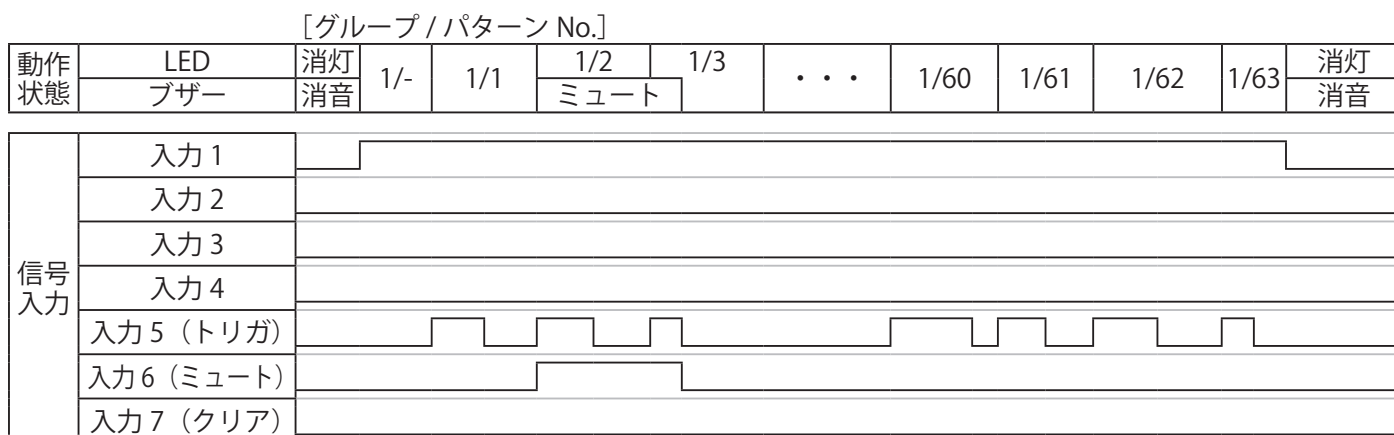 ［グループ / パターン No.］
動作状態 LED 消灯 1/- 1/1 1/2 1/3 ・・・ 1/60 1/61 1/62 1/63 消灯
ブザー 消音 ミュート 消音
入力 1
入力 2
入力 3
信号入力 入力 4
入力 5（トリガ）
入力 6（ミュート）
入力 7（クリア）